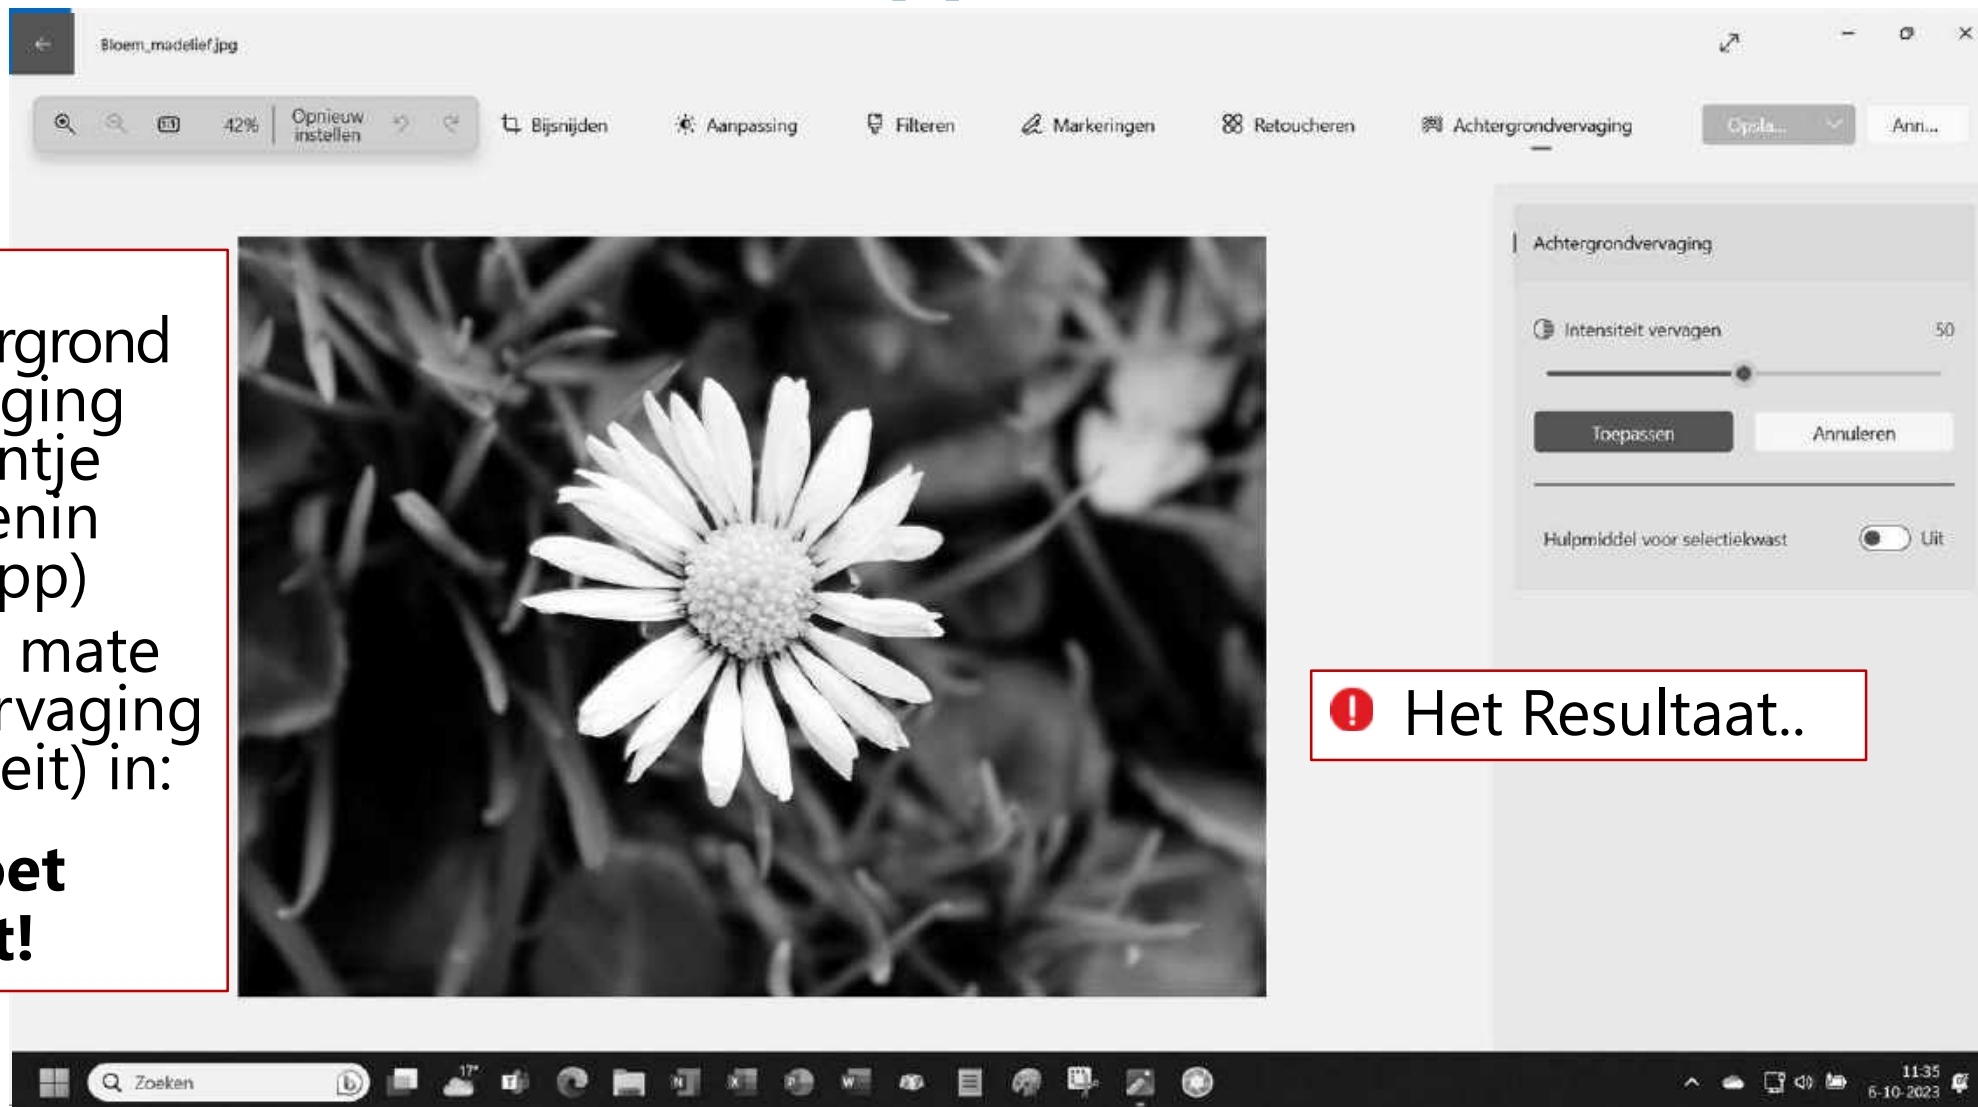 Bloem_madelief.jpg
42%
Opnieuw
instellen
Bijsnijden
Aanpassing
Filteren
Markeringen
Retoucheren
Achtergrondvervaging
Opsla...
Ann...
rgrond
ging
ntje
enin
pp)
mate
rvaging
eit) in:
et
t!
Achtergrondvervaging
Intensiteit vervagen 50
Toepassen Annuleren
Hulpmiddel voor selectiekwast Uit
Het Resultaat..
Zoeken
17°
11:35
6-10-2023